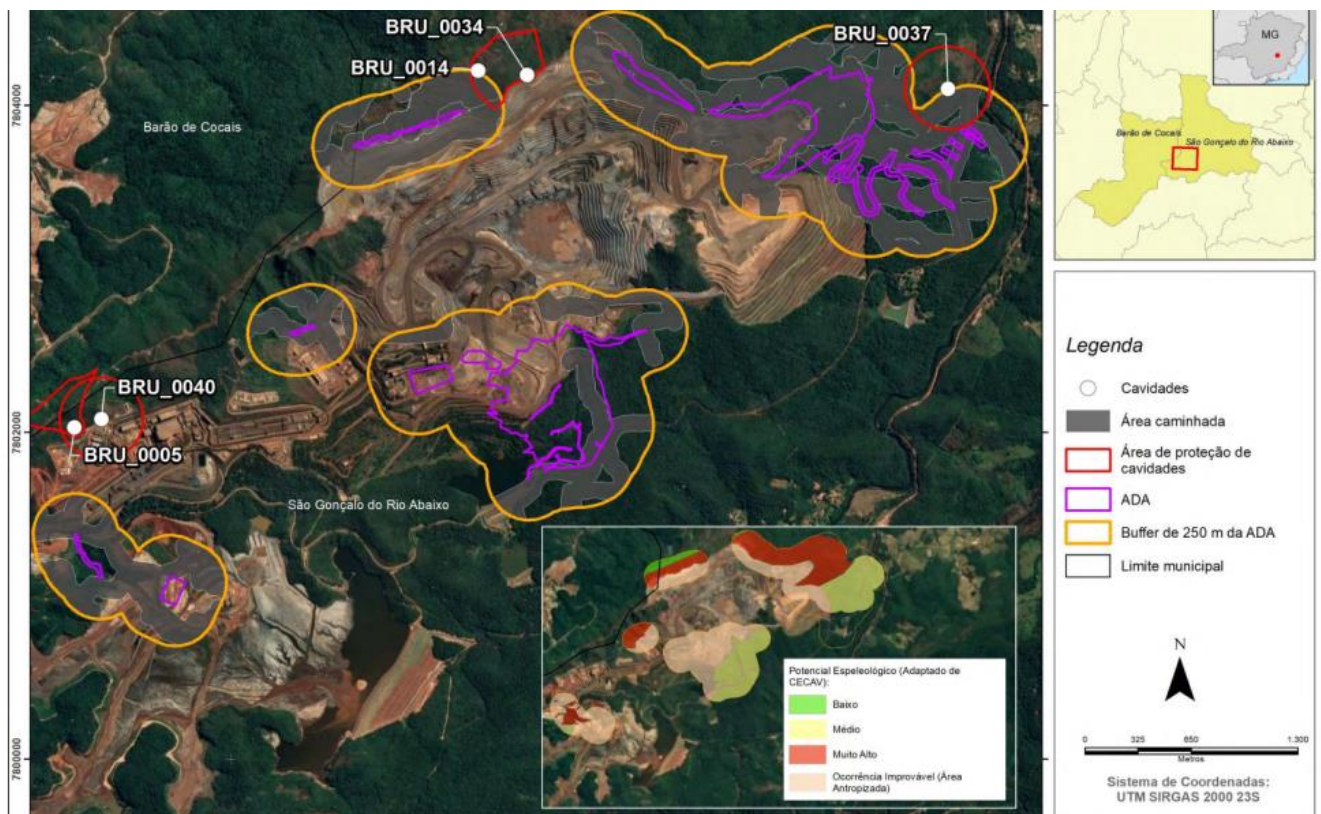 BRU_0034
BRU_0037
BRU_0014
7804000
Barão de Cocais
BRU_0040
BRU_0005
7802000
São Gonçalo do Rio Abaixo
7800000
Potencial Espeleológico (Adaptado de
CECAV):
Baixo
Médio
Muito Alto
Ocorrência Improvável (Área
Antropizada)
MG
Barão de Cocais
São Gonçalo do Rio Abaixo
Legenda
Cavidades
Área caminhada
Área de proteção de
cavidades
ADA
Buffer de 250 m da ADA
Limite municipal
N
0 325 650 1.300
Metros
Sistema de Coordenadas:
UTM SIRGAS 2000 23S